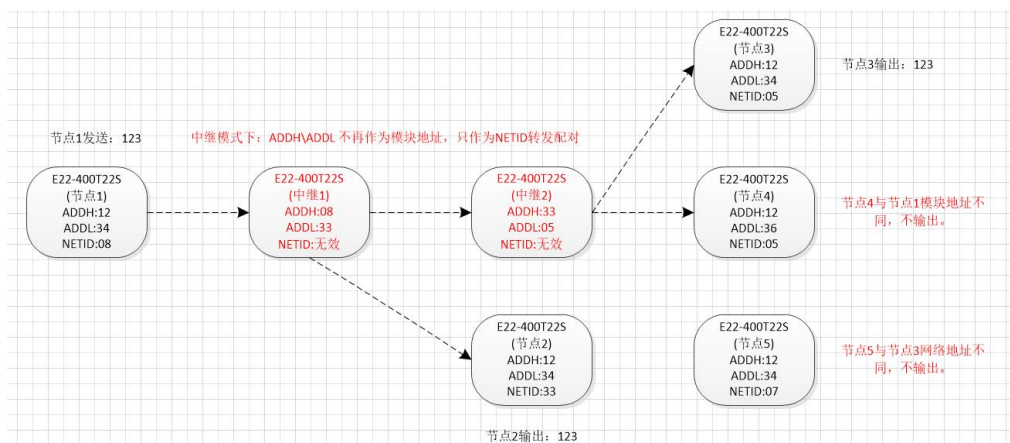 E22-400T22S
(节点3)
ADDH:12
ADDL:34
NETID:05
节点3输出：123
节点1发送：123
中继模式下：ADDH\ADDL 不再作为模块地址，只作为NETID转发配对
E22-400T22S
(节点1)
ADDH:12
ADDL:34
NETID:08
E22-400T22S
(中继1)
ADDH:08
ADDL:33
NETID:无效
E22-400T22S
(中继2)
ADDH:33
ADDL:05
NETID:无效
E22-400T22S
(节点4)
ADDH:12
ADDL:36
NETID:05
节点4与节点1模块地址不
同，不输出。
E22-400T22S
(节点2)
ADDH:12
ADDL:34
NETID:33
E22-400T22S
(节点5)
ADDH:12
ADDL:34
NETID:07
节点5与节点3网络地址不
同，不输出。
节点2输出：123